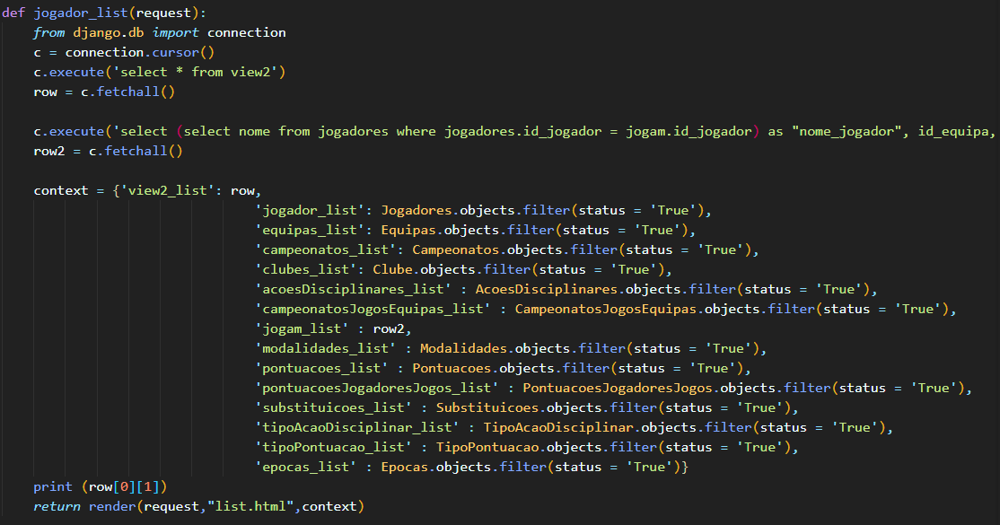 def jogador_list(request):
    from django.db import connection
    c = connection.cursor()
    c.execute('select * from view2')
    row = c.fetchall()
    c.execute('select (select nome from jogadores where jogadores.id_jogador = jogam.id_jogador) as "nome_jogador", id_equipa,
    row2 = c.fetchall()
    context = {'view2_list': row,
                'jogador_list': Jogadores.objects.filter(status = 'True'),
                'equipas_list': Equipas.objects.filter(status = 'True'),
                'campeonatos_list': Campeonatos.objects.filter(status = 'True'),
                'clubes_list': Clube.objects.filter(status = 'True'),
                'acoesDisciplinares_list' : AcoesDisciplinares.objects.filter(status = 'True'),
                'campeonatosJogosEquipas_list' : CampeonatosJogosEquipas.objects.filter(status = 'True'),
                'jogam_list' : row2,
                'modalidades_list' : Modalidades.objects.filter(status = 'True'),
                'pontuacoes_list' : Pontuacoes.objects.filter(status = 'True'),
                'pontuacoesJogadoresJogos_list' : PontuacoesJogadoresJogos.objects.filter(status = 'True'),
                'substituicoes_list' : Substituicoes.objects.filter(status = 'True'),
                'tipoAcaoDisciplinar_list' : TipoAcaoDisciplinar.objects.filter(status = 'True'),
                'tipoPontuacao_list' : TipoPontuacao.objects.filter(status = 'True'),
                'epocas_list' : Epocas.objects.filter(status = 'True')}
    print (row[0][1])
    return render(request,"list.html",context)